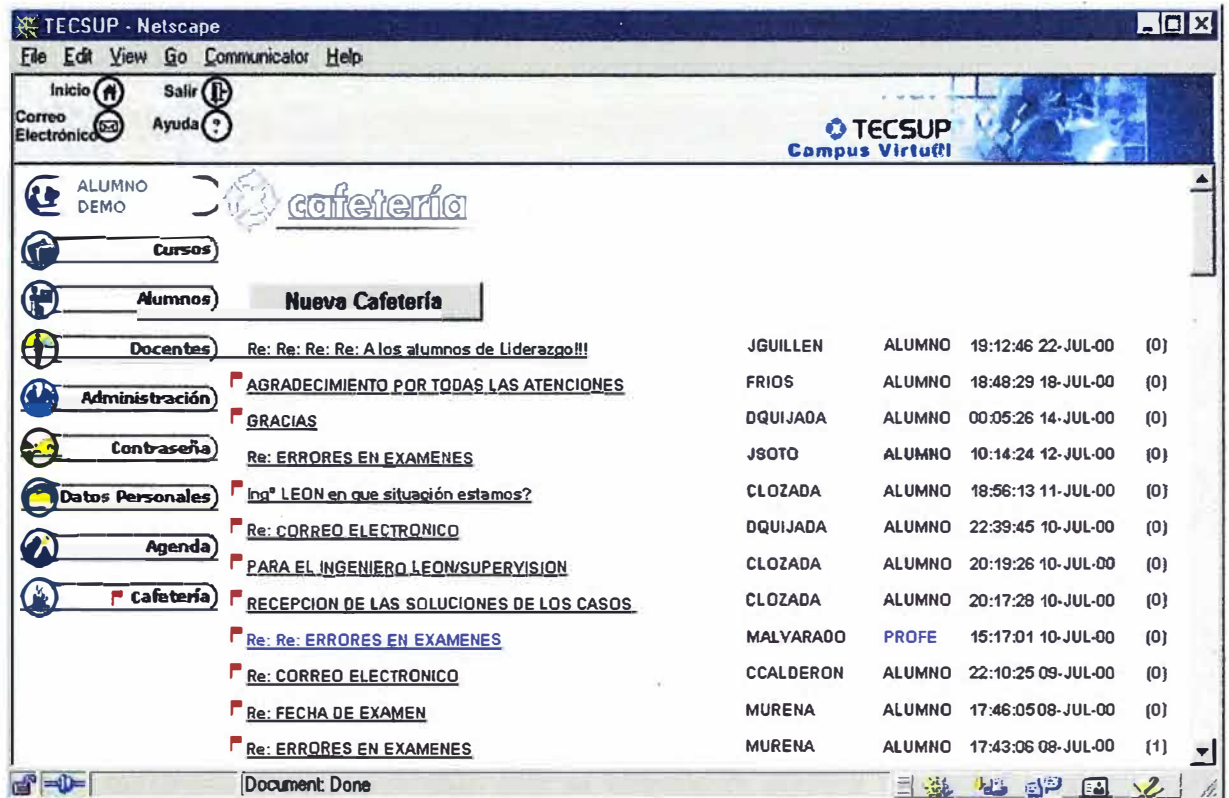 TECSUP - Netscape
File Edit View Go Communicator Help
Inicio Salir
Correo Electrónico Ayuda
TECSUP
Campus Virtu@l
ALUMNO
DEMO
cafetería
Cursos
Alumnos
Nueva Cafetería
Docentes Re: Re: Re: Re: A los alumnos de Liderazgo!!! JGUILLEN ALUMNO 19:12:46 22-JUL-00 (0)
Administración AGRADECIMIENTO POR TODAS LAS ATENCIONES FRIOS ALUMNO 18:48:29 18-JUL-00 (0)
GRACIAS DQUIJADA ALUMNO 00:05:26 14-JUL-00 (0)
Contraseña Re: ERRORES EN EXAMENES JSOTO ALUMNO 10:14:24 12-JUL-00 (0)
Datos Personales Ing° LEON en que situación estamos? CLOZADA ALUMNO 18:56:13 11-JUL-00 (0)
Re: CORREO ELECTRONICO DQUIJADA ALUMNO 22:39:45 10-JUL-00 (0)
Agenda PARA EL INGENIERO LEON/SUPERVISION CLOZADA ALUMNO 20:19:26 10-JUL-00 (0)
Cafetería RECEPCION DE LAS SOLUCIONES DE LOS CASOS CLOZADA ALUMNO 20:17:28 10-JUL-00 (0)
Re: Re: ERRORES EN EXAMENES MALVARADO PROFE 15:17:01 10-JUL-00 (0)
Re: CORREO ELECTRONICO CCALDERON ALUMNO 22:10:25 09-JUL-00 (0)
Re: FECHA DE EXAMEN MURENA ALUMNO 17:46:05 08-JUL-00 (0)
Re: ERRORES EN EXAMENES MURENA ALUMNO 17:43:06 08-JUL-00 (1)
Document: Done